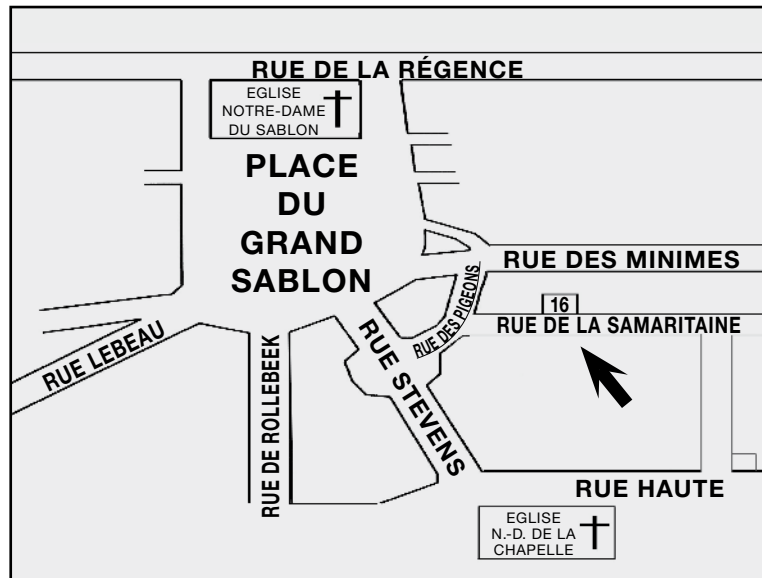 RUE DE LA RÉGENCE
EGLISE
NOTRE-DAME
DU SABLON
PLACE
DU
GRAND
SABLON
RUE DES MINIMES
RUE DES PIGEONS
16
RUE DE LA SAMARITAINE
RUE LEBEAU
RUE DE ROLLEBEEK
RUE STEVENS
RUE HAUTE
EGLISE
N.-D. DE LA
CHAPELLE